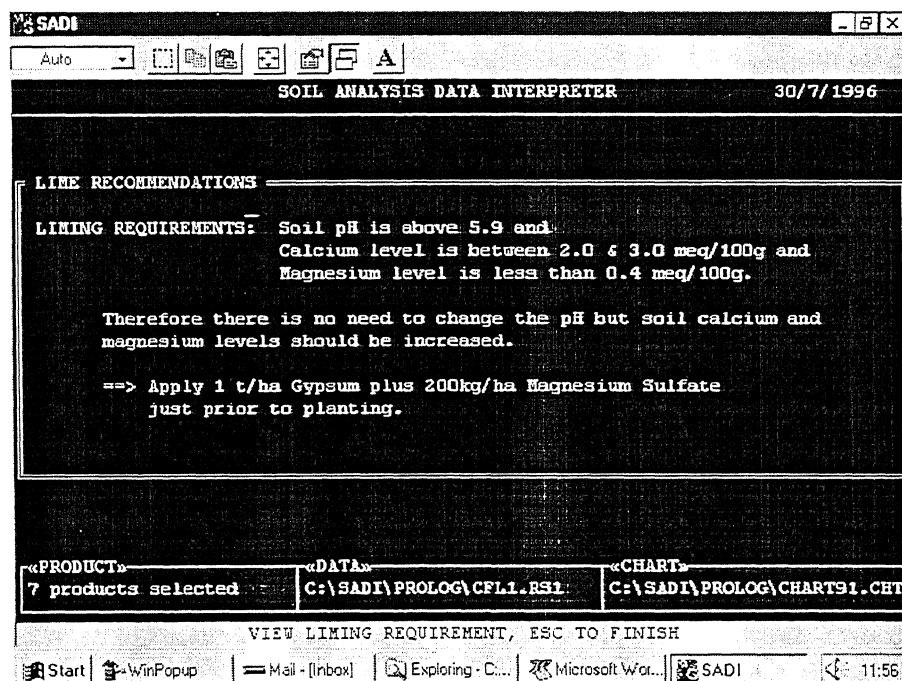 SADI
Auto
A
SOIL ANALYSIS DATA INTERPRETER 30/7/1996
LIME RECOMMENDATIONS
LIMING REQUIREMENTS: Soil pH is above 5.9 and
Calcium level is between 2.0 & 3.0 meq/100g and
Magnesium level is less than 0.4 meq/100g.
Therefore there is no need to change the pH but soil calcium and
magnesium levels should be increased.
==> Apply 1 t/ha Gypsum plus 200kg/ha Magnesium Sulfate
just prior to planting.
«PRODUCT» «DATA» «CHART»
7 products selected C:\SADI\PROLOG\CFL1.RS1 C:\SADI\PROLOG\CHART91.CHT
VIEW LIMING REQUIREMENT, ESC TO FINISH
Start WinPopup Mail - [Inbox] Exploring - C:... Microsoft Wor... SADI 11:56